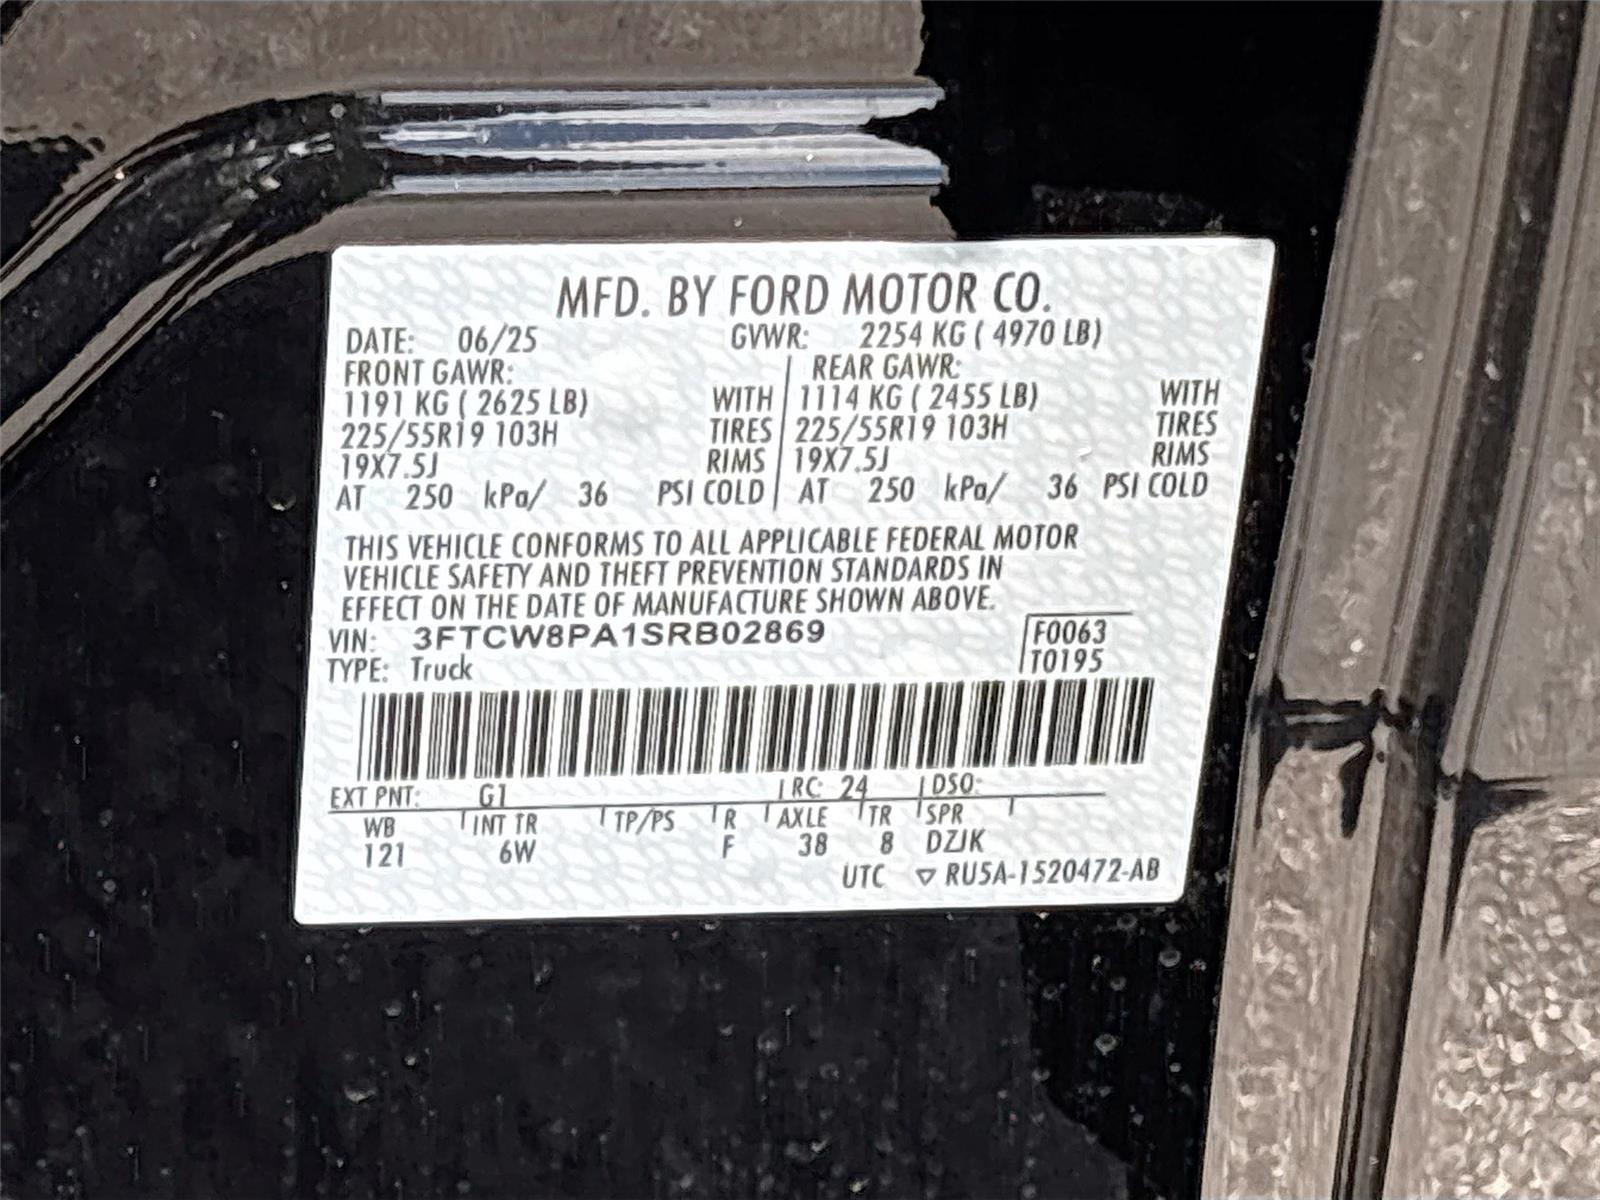 MFD. BY FORD MOTOR CO.
DATE: 06/25 GVWR: 2254 KG ( 4970 LB)
FRONT GAWR: REAR GAWR:
1191 KG ( 2625 LB) WITH 1114 KG ( 2455 LB) WITH
225/55R19 103H TIRES 225/55R19 103H TIRES
19X7.5J RIMS 19X7.5J RIMS
AT 250 kPa/ 36 PSI COLD AT 250 kPa/ 36 PSI COLD
THIS VEHICLE CONFORMS TO ALL APPLICABLE FEDERAL MOTOR
VEHICLE SAFETY AND THEFT PREVENTION STANDARDS IN
EFFECT ON THE DATE OF MANUFACTURE SHOWN ABOVE.
VIN: 3FTCW8PA1SRB02869 F0063
TYPE: Truck T0195
EXT PNT: G1 RC: 24 DSO:
WB INT TR TP/PS R AXLE TR SPR
121 6W F 38 8 DZJK
UTC ▽ RU5A-1520472-AB